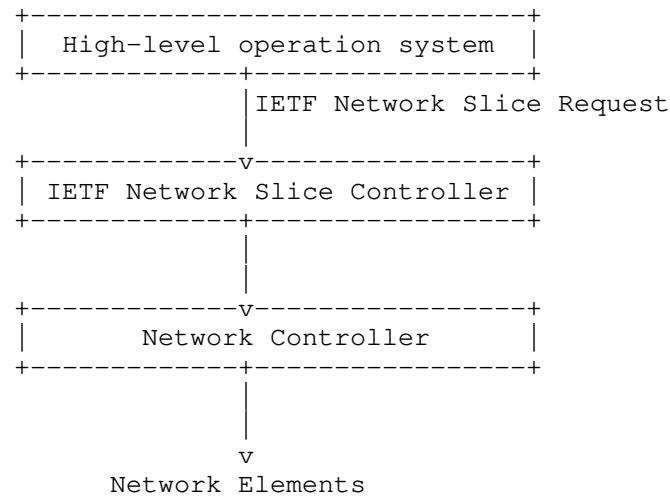 High-level operation system
IETF Network Slice Request
v
IETF Network Slice Controller
v
Network Controller
v
Network Elements